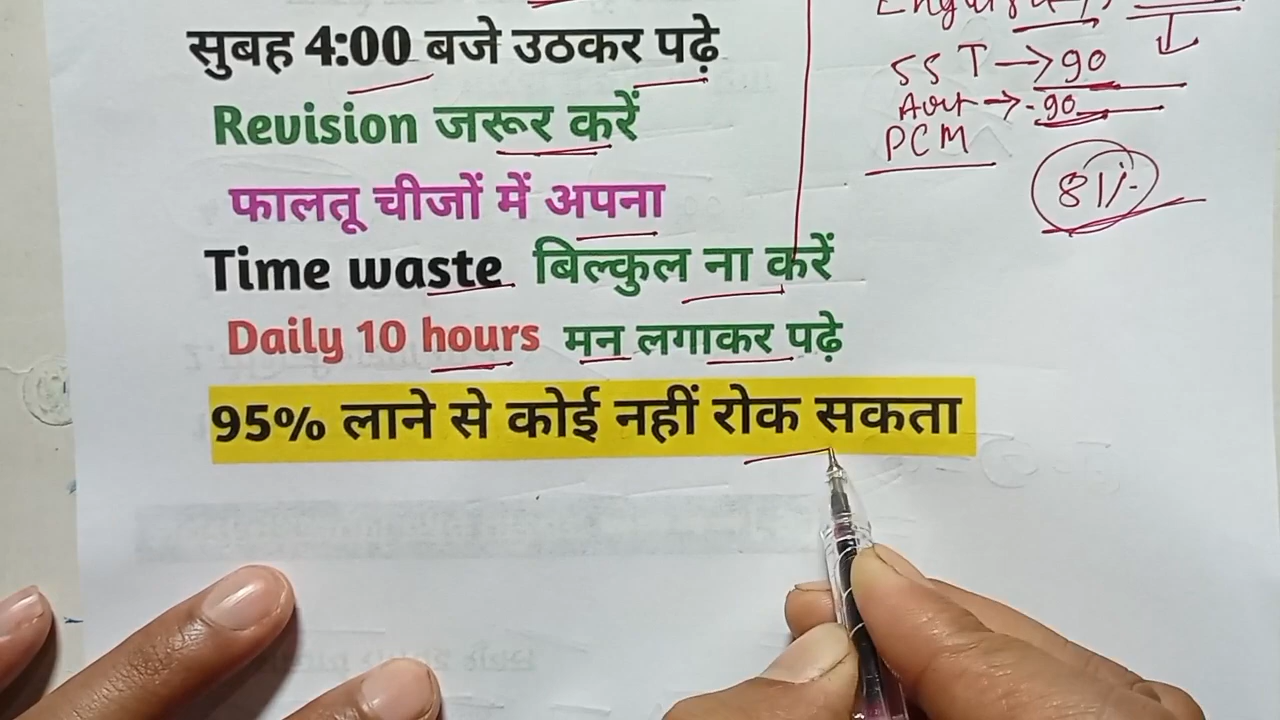 सुबह 4:00 बजे उठकर पढ़े
Revision जरूर करें
फालतू चीजों में अपना
Time waste बिल्कुल ना करें
Daily 10 hours मन लगाकर पढ़े
95% लाने से कोई नहीं रोक सकता
SST → 90
→ 90
PCM
81%